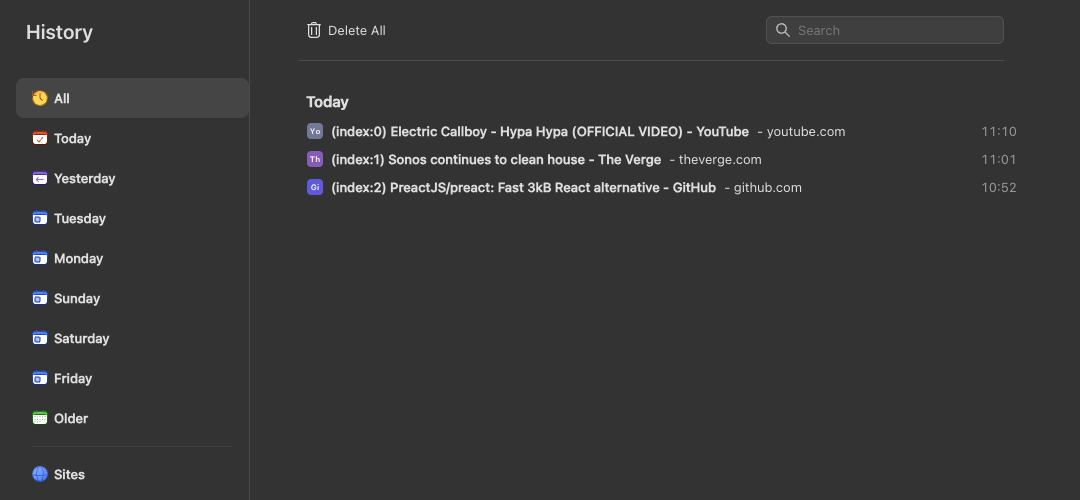 History
All
Today
Yesterday
Tuesday
Monday
Sunday
Saturday
Friday
Older
Sites
Delete All
Search
Today
Yo (index:0) Electric Callboy - Hypa Hypa (OFFICIAL VIDEO) - YouTube - youtube.com 11:10
Th (index:1) Sonos continues to clean house - The Verge - theverge.com 11:01
Gi (index:2) PreactJS/preact: Fast 3kB React alternative - GitHub - github.com 10:52